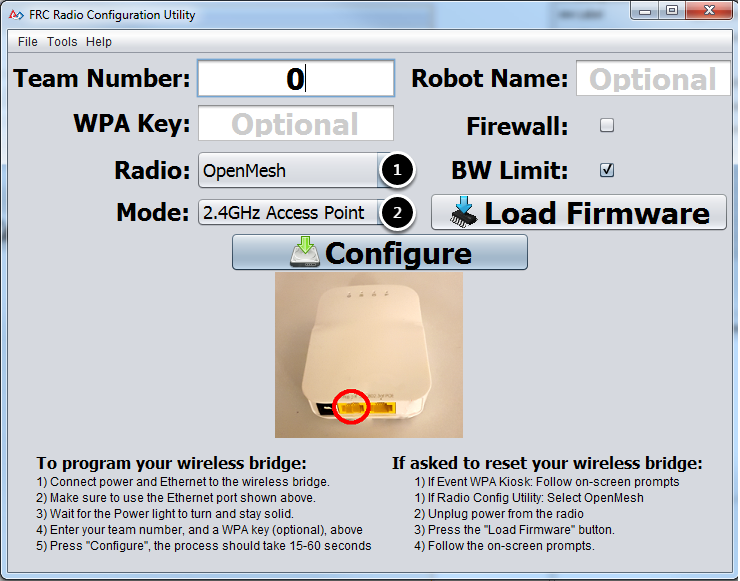 FRC Radio Configuration Utility
File Tools Help
Team Number: 0 Robot Name: Optional
WPA Key: Optional Firewall:
Radio: OpenMesh 1 BW Limit:
Mode: 2.4GHz Access Point 2 Load Firmware
Configure
To program your wireless bridge:
1) Connect power and Ethernet to the wireless bridge.
2) Make sure to use the Ethernet port shown above.
3) Wait for the Power light to turn and stay solid.
4) Enter your team number, and a WPA key (optional), above
5) Press "Configure", the process should take 15-60 seconds
If asked to reset your wireless bridge:
1) If Event WPA Kiosk: Follow on-screen prompts
1) If Radio Config Utility: Select OpenMesh
2) Unplug power from the radio
3) Press the "Load Firmware" button.
4) Follow the on-screen prompts.